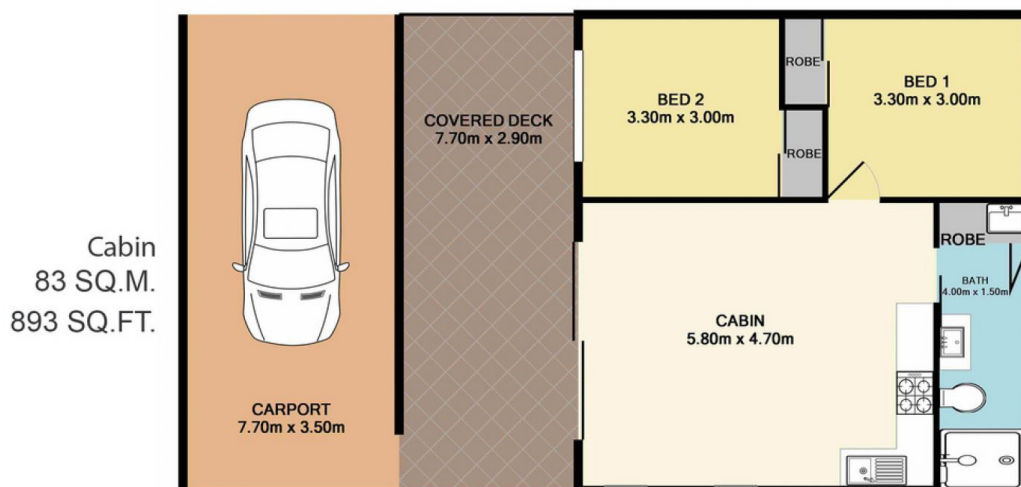 Cabin
83 SQ.M.
893 SQ.FT.
CARPORT
7.70m x 3.50m
COVERED DECK
7.70m x 2.90m
BED 2
3.30m x 3.00m
ROBE
ROBE
BED 1
3.30m x 3.00m
CABIN
5.80m x 4.70m
ROBE
BATH
4.00m x 1.50m